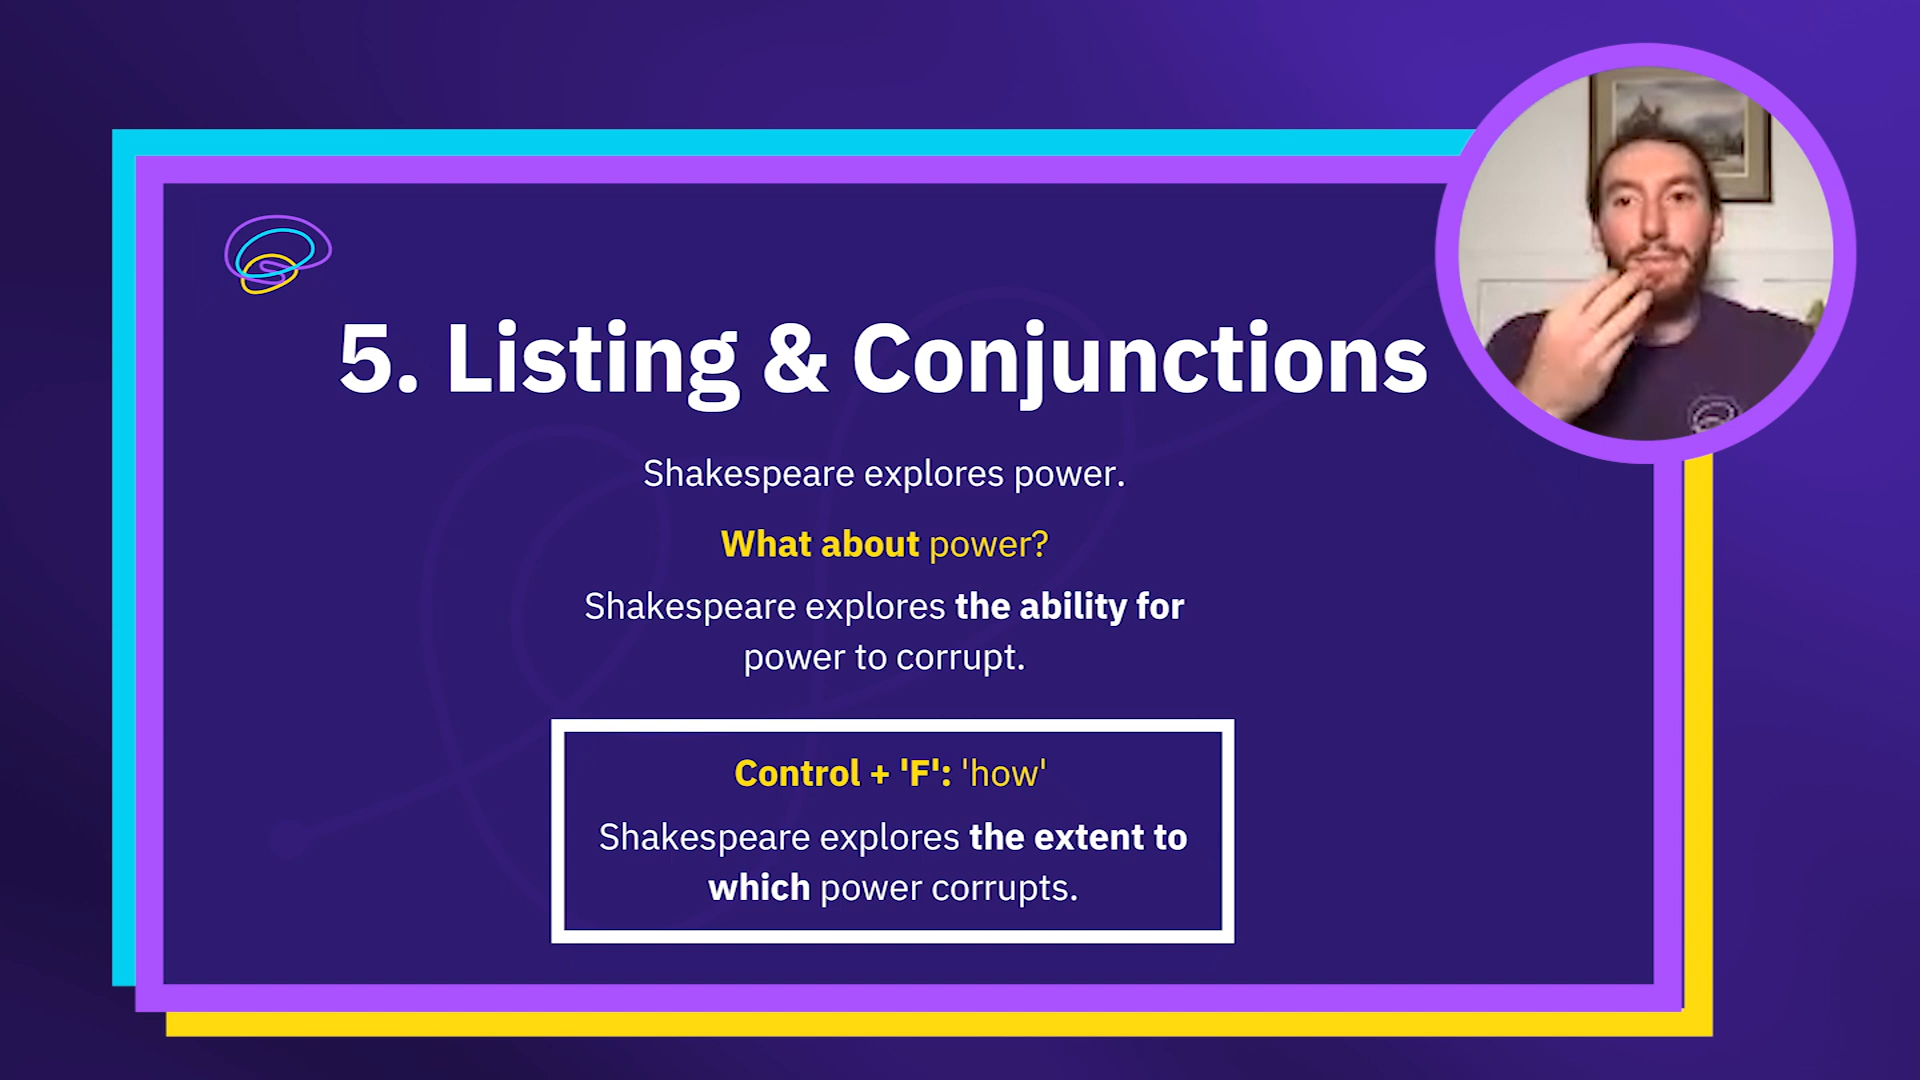 5. Listing & Conjunctions
Shakespeare explores power.
What about power?
Shakespeare explores the ability for
power to corrupt.
Control + 'F': 'how'
Shakespeare explores the extent to
which power corrupts.